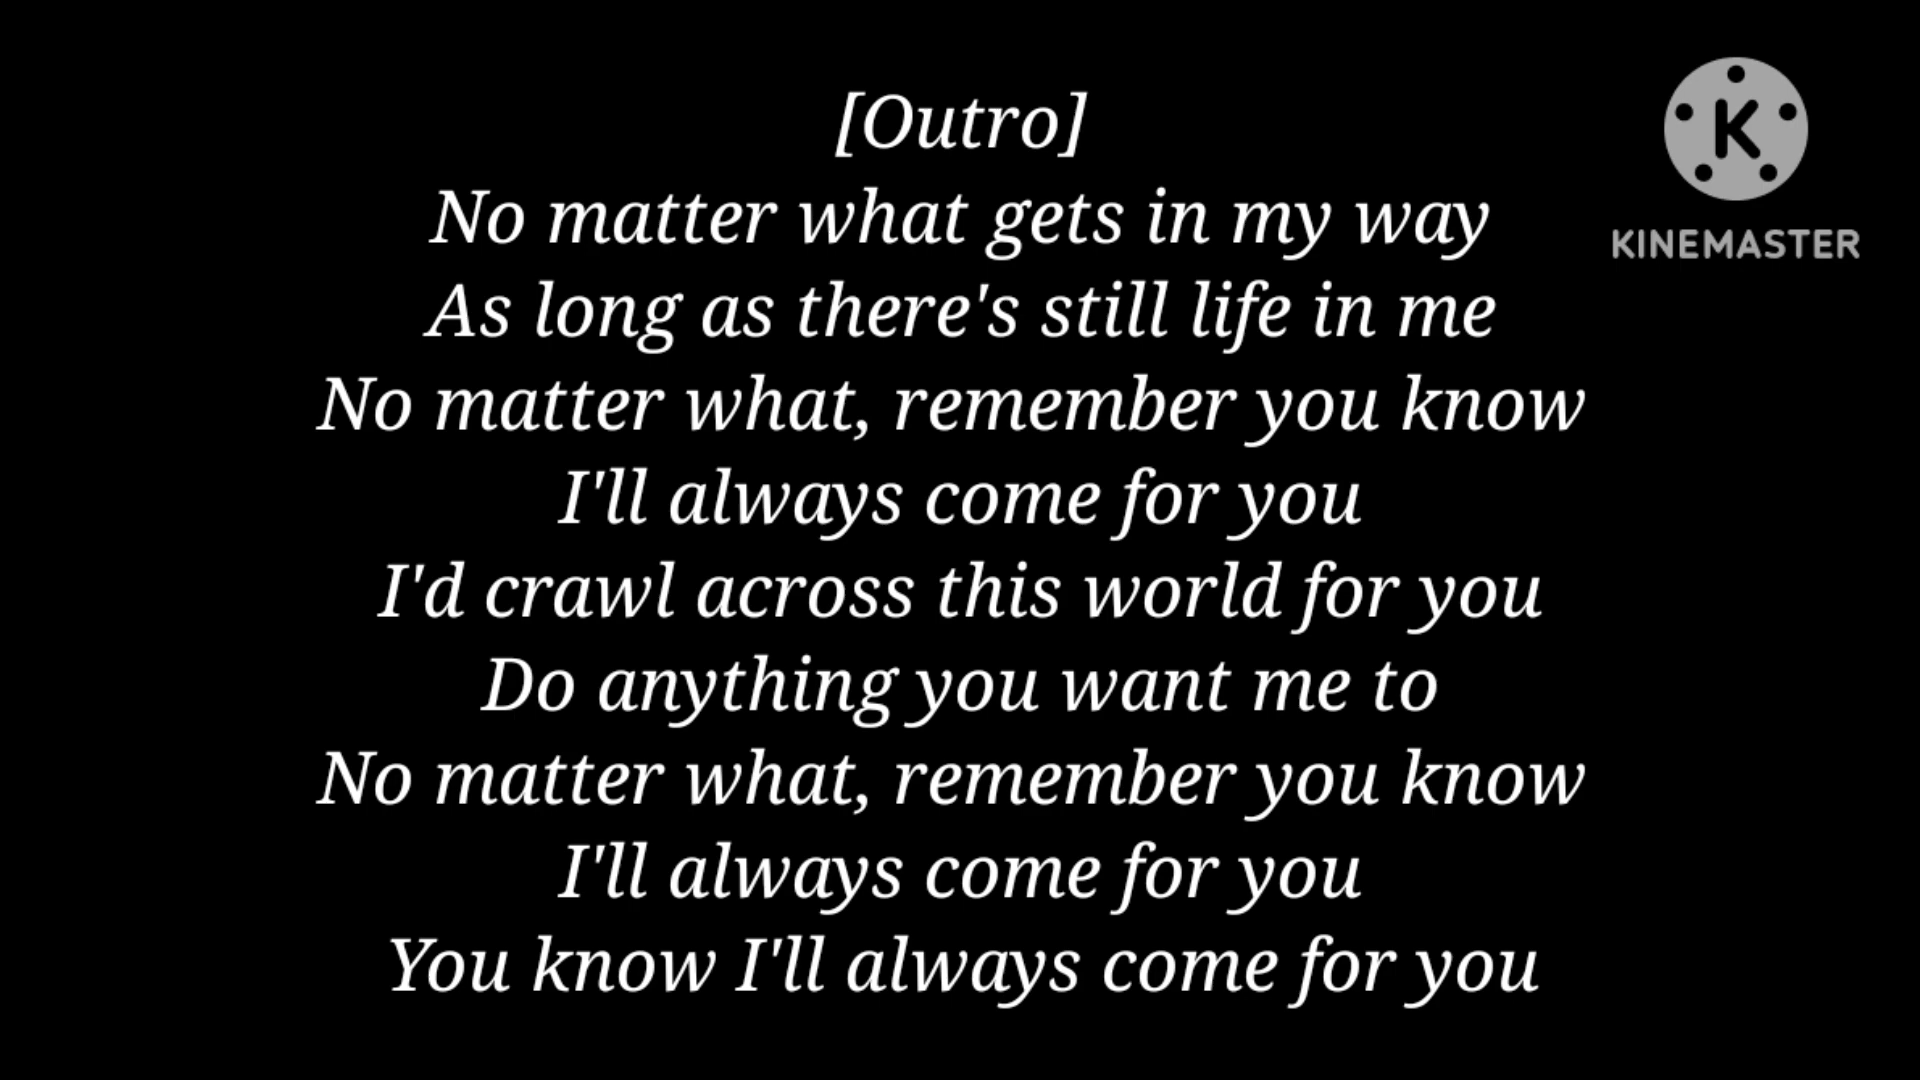 [Outro]
No matter what gets in my way
As long as there's still life in me
No matter what, remember you know
I'll always come for you
I'd crawl across this world for you
Do anything you want me to
No matter what, remember you know
I'll always come for you
You know I'll always come for you
K
KINEMASTER